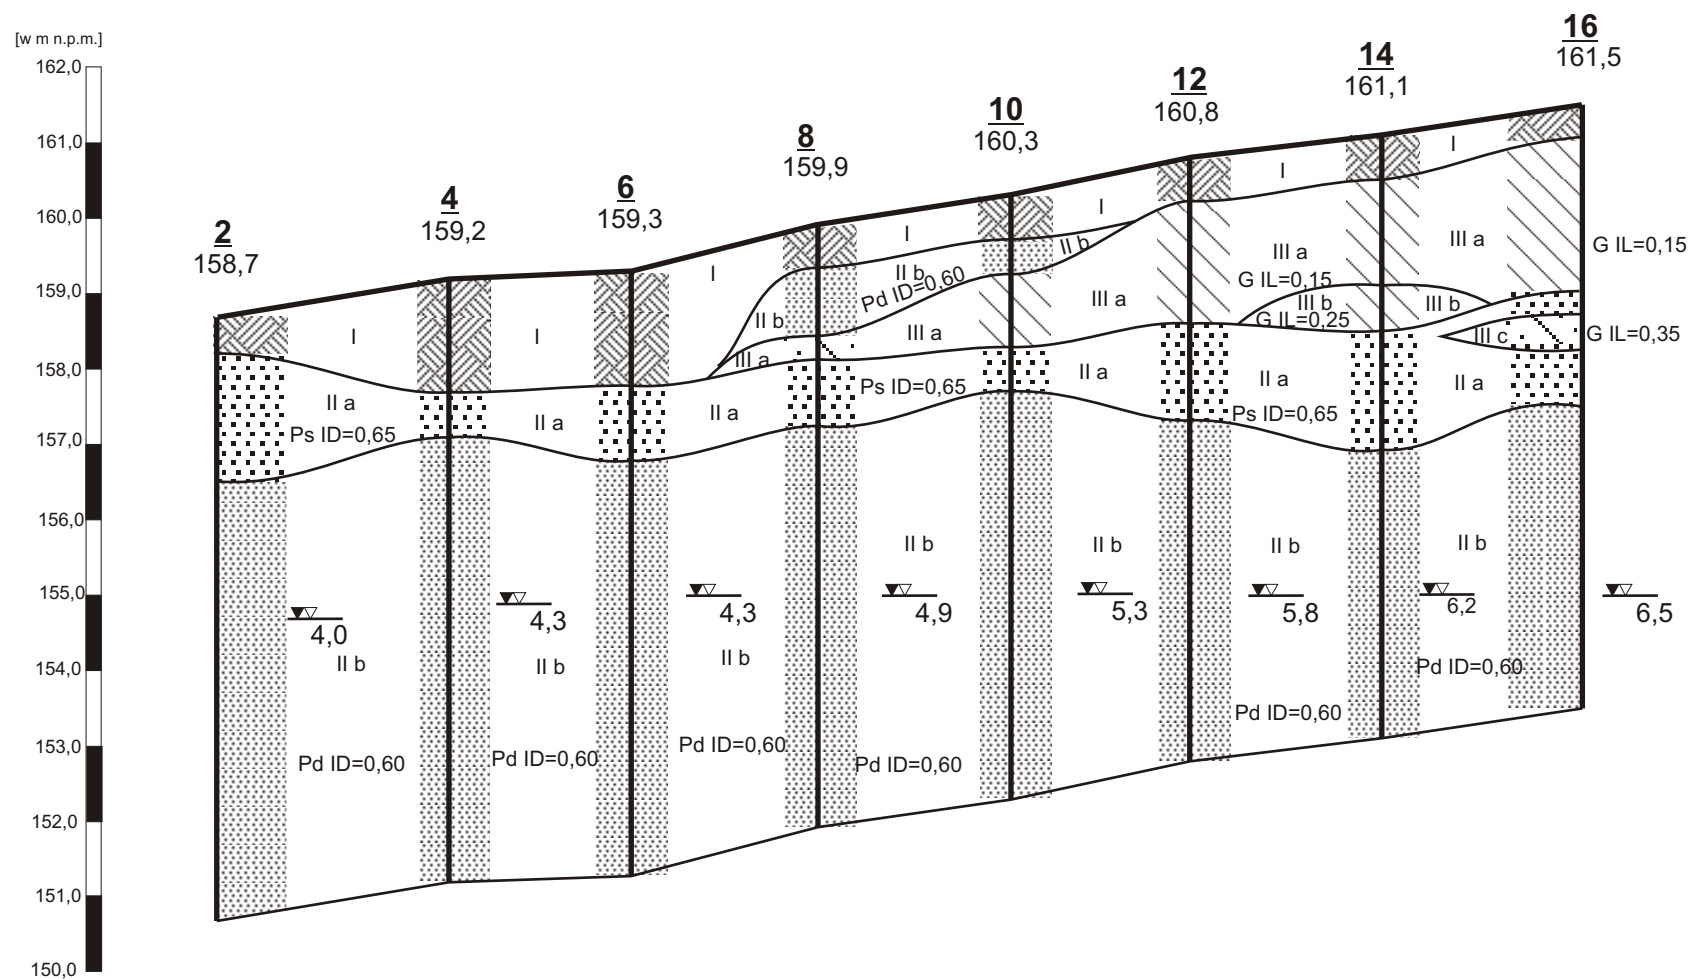 [w m n.p.m.]
162,0
161,0
160,0
159,0
158,0
157,0
156,0
155,0
154,0
153,0
152,0
151,0
150,0
2
158,7
4
159,2
6
159,3
8
159,9
10
160,3
12
160,8
14
161,1
16
161,5
I
I
I
I
I
I
I
II b
II b
Pd ID=0,60
II b
III a
III a
III a
III a
G IL=0,15
III b
G IL=0,25
III a
III b
III c
G IL=0,15
G IL=0,35
II a
Ps ID=0,65
II a
II a
Ps ID=0,65
II a
II a
Ps ID=0,65
II a
II b
II b
II b
II b
4,0
4,3
4,3
4,9
5,3
5,8
6,2
6,5
II b
II b
II b
Pd ID=0,60
Pd ID=0,60
Pd ID=0,60
Pd ID=0,60
Pd ID=0,60
Pd ID=0,60